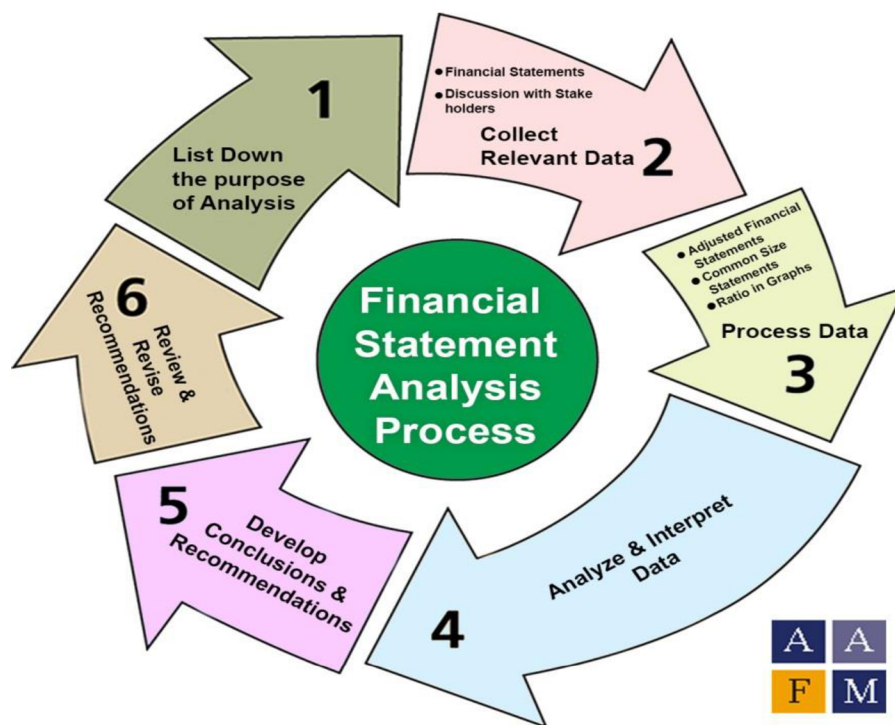 1
List Down
the purpose
of Analysis
● Financial Statements
● Discussion with Stake
holders
Collect
Relevant Data
2
● Adjusted Financial
Statements
● Common Size
Statements
● Ratio in Graphs
Process Data
3
Analyze & Interpret
Data
4
Develop
Conclusions &
Recommendations
5
Review &
Revise
Recommendations
6
Financial
Statement
Analysis
Process
A A
F M